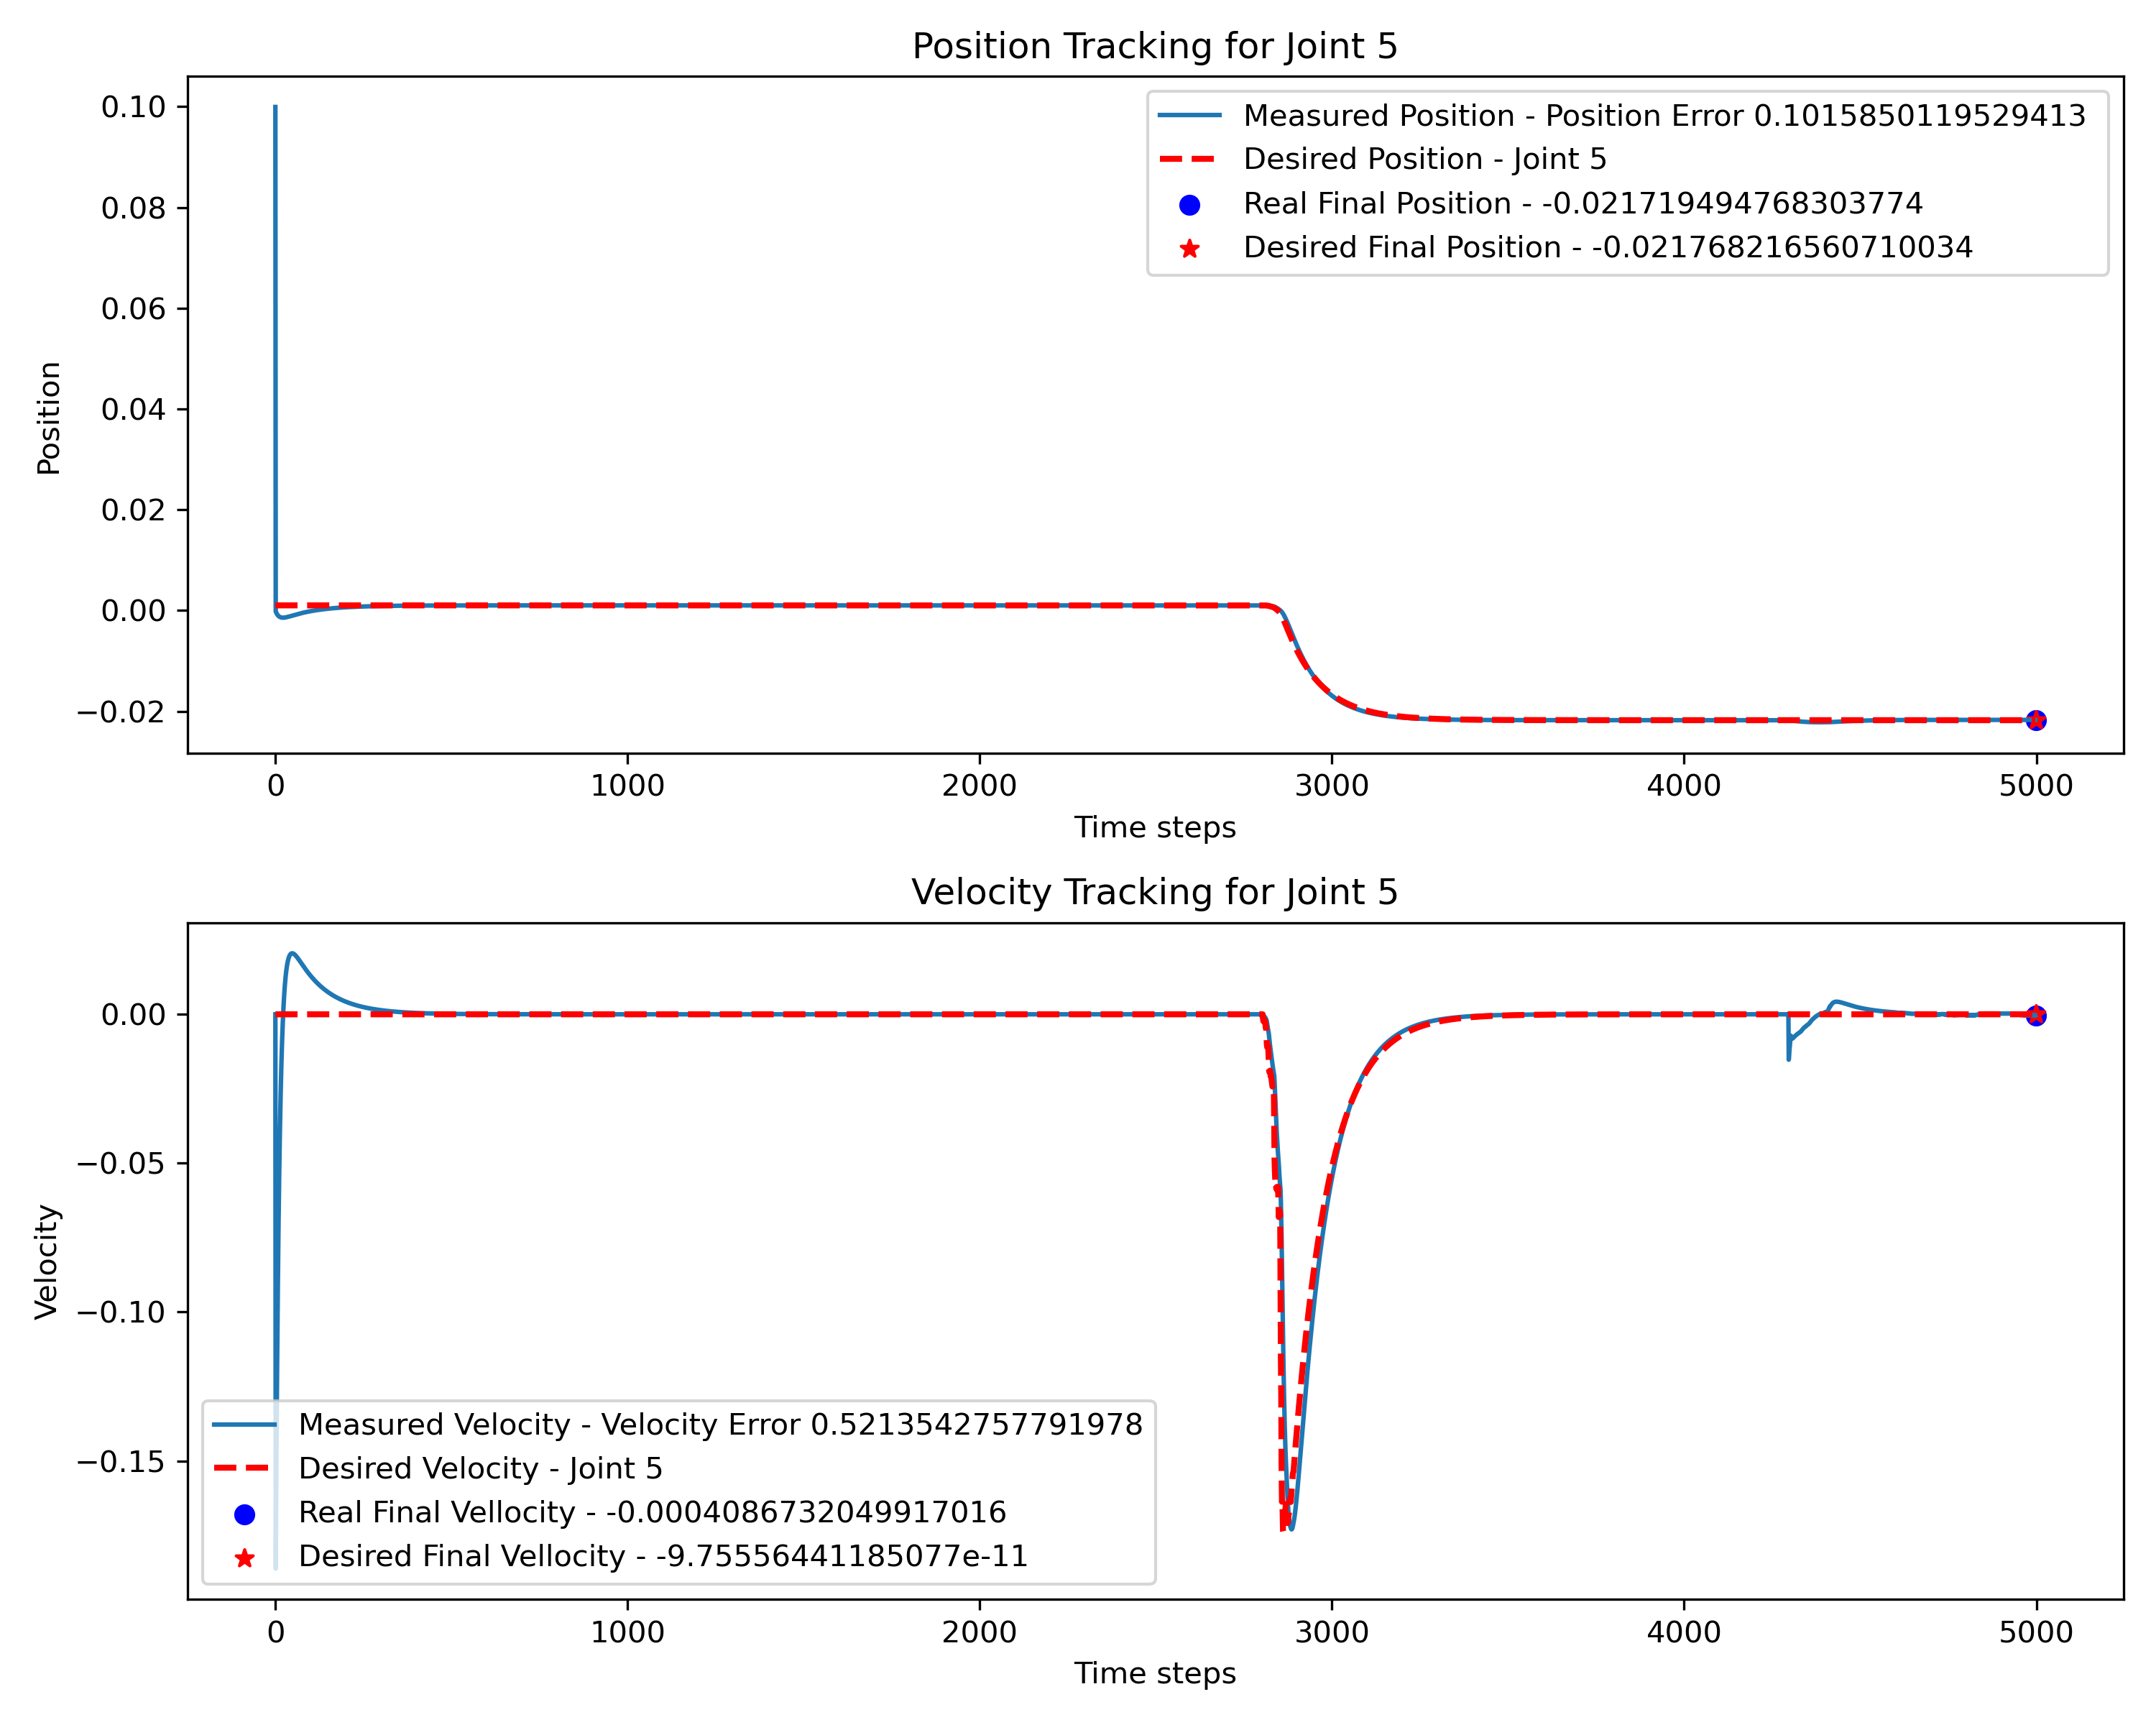 Position Tracking for Joint 5
Measured Position - Position Error 0.1015850119529413
Desired Position - Joint 5
Real Final Position - -0.021719494768303774
Desired Final Position - -0.021768216560710034
0.10
0.08
0.06
0.04
0.02
0.00
−0.02
Position
0
1000
2000
3000
4000
5000
Time steps
Velocity Tracking for Joint 5
0.00
−0.05
−0.10
−0.15
Velocity
Measured Velocity - Velocity Error 0.5213542757791978
Desired Velocity - Joint 5
Real Final Vellocity - -0.0004086732049917016
Desired Final Vellocity - -9.75556441185077e-11
0
1000
2000
3000
4000
5000
Time steps